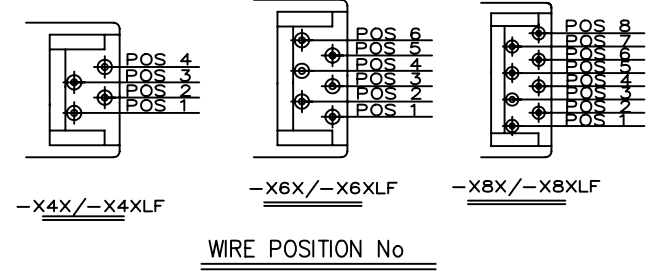 POS 4
POS 3
POS 2
POS 1
-X4X/-X4XLF
POS 6
POS 5
POS 4
POS 3
POS 2
POS 1
-X6X/-X6XLF
POS 8
POS 7
POS 6
POS 5
POS 4
POS 3
POS 2
POS 1
-X8X/-X8XLF
WIRE POSITION No